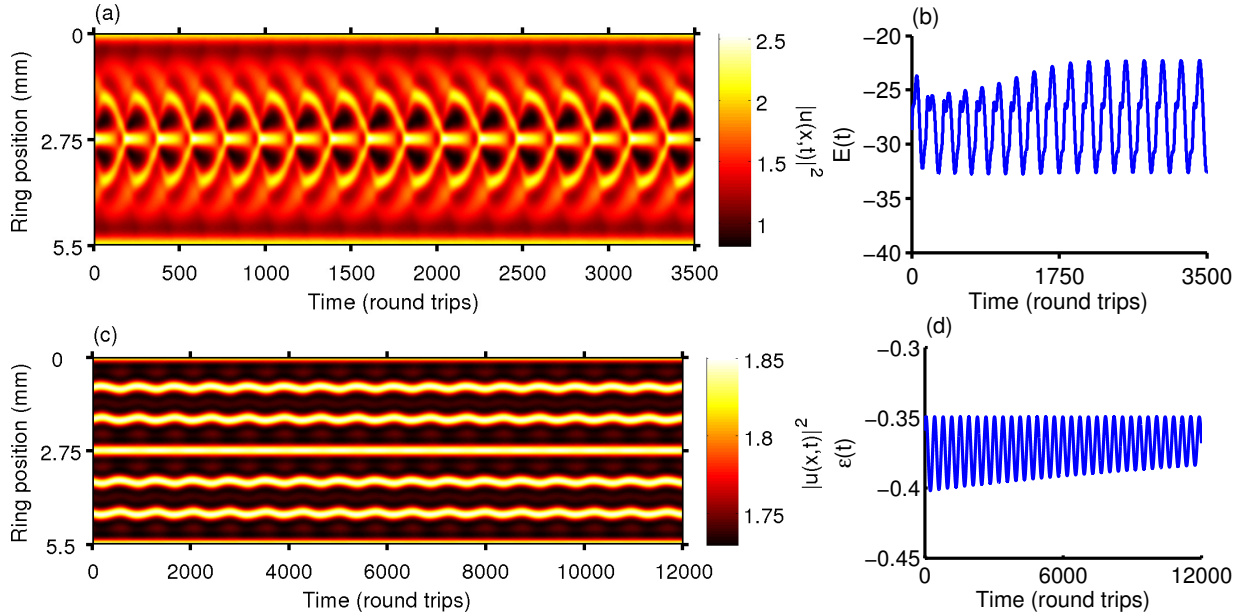 (a)
Ring position (mm)
0
2.75
5.5
0 500 1000 1500 2000 2500 3000 3500
Time (round trips)
2.5
2
1.5
1
|u(x,t)|²
(b)
E(t)
−20
−25
−30
−35
−40
0 1750 3500
Time (round trips)
(c)
Ring position (mm)
0
2.75
5.5
0 2000 4000 6000 8000 10000 12000
Time (round trips)
1.85
1.8
1.75
|u(x,t)|²
(d)
ε(t)
−0.3
−0.35
−0.4
−0.45
0 6000 12000
Time (round trips)